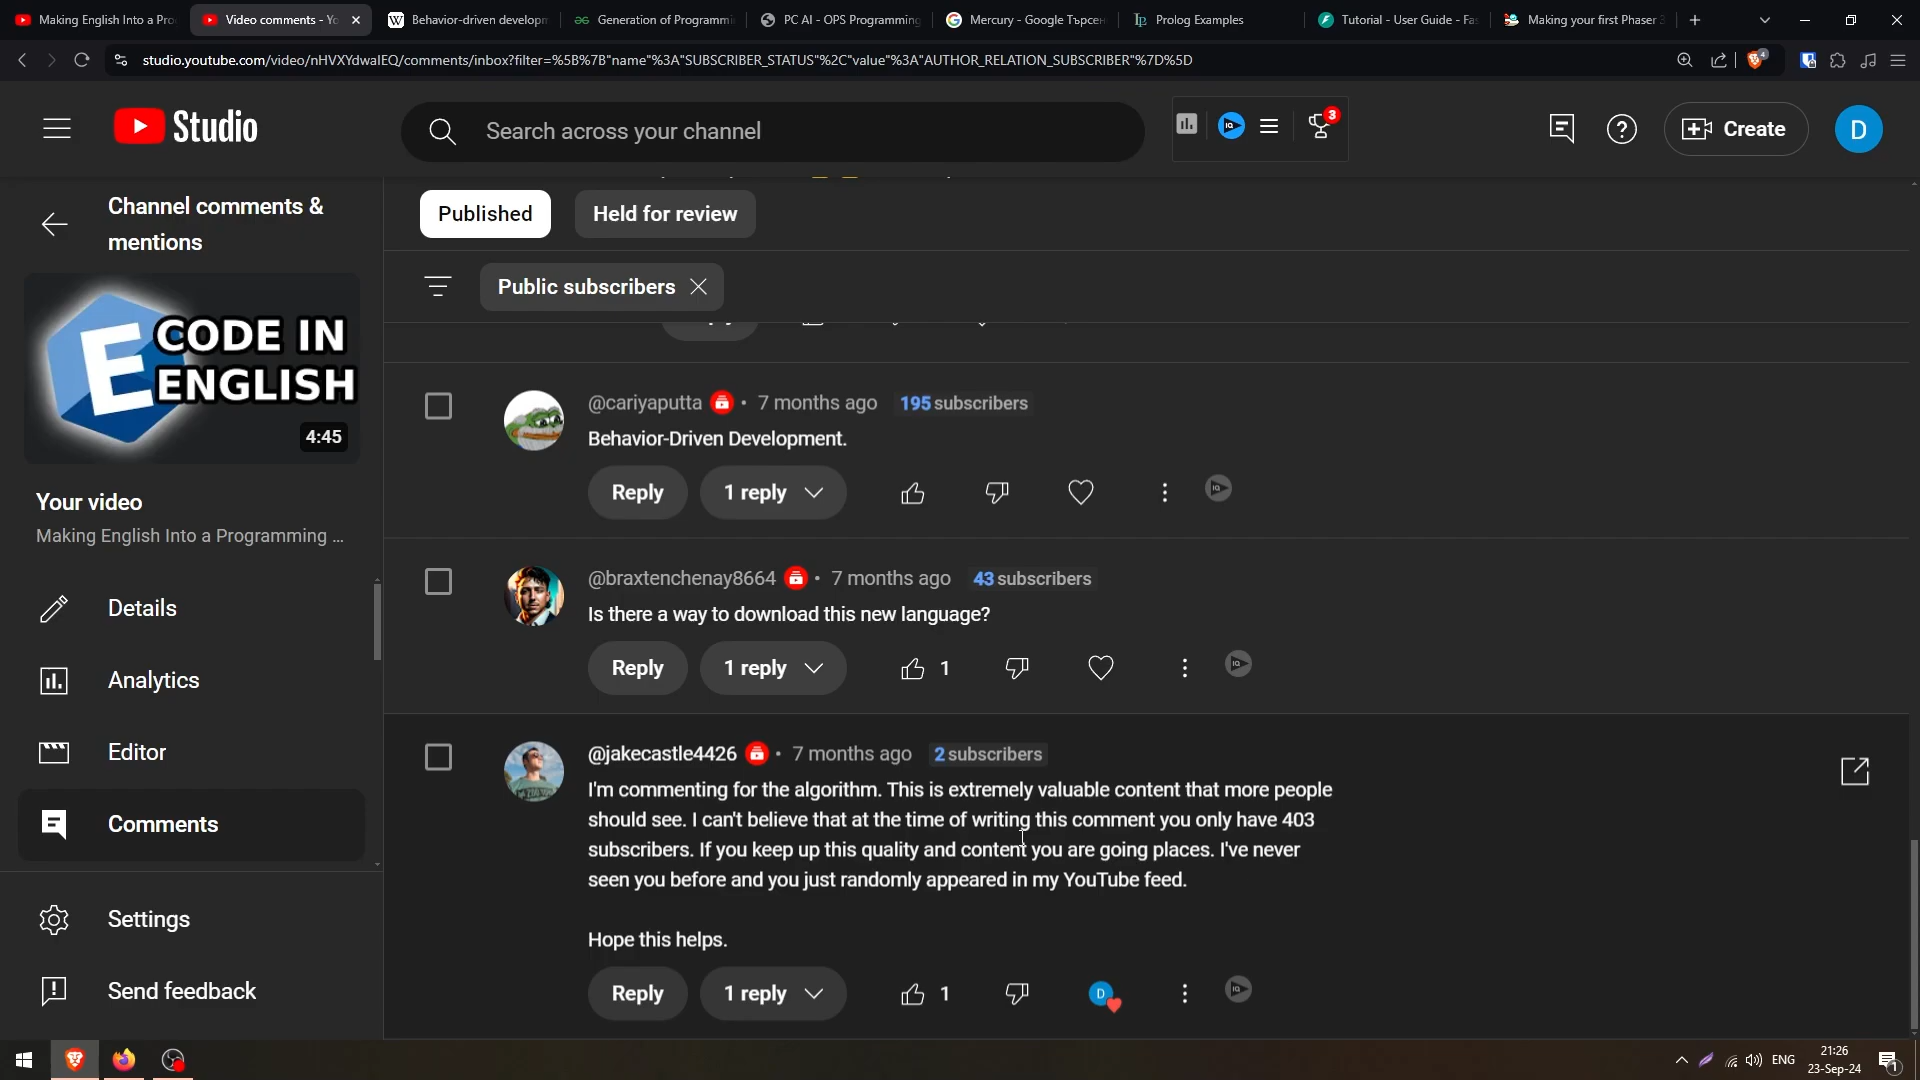 Making English Into a Pro
Video comments - Yo
Behavior-driven developm
Generation of Programmi
PC AI - OPS Programming
Mercury - Google Търсен
Prolog Examples
Tutorial - User Guide - Fas
Making your first Phaser 3
studio.youtube.com/video/nHVXYdwaIEQ/comments/inbox?filter=%5B%7B"name"%3A"SUBSCRIBER_STATUS"%2C"value"%3A"AUTHOR_RELATION_SUBSCRIBER"%7D%5D
4
Studio
Search across your channel
IQ
3
Create
D
Channel comments &
mentions
E CODE IN
ENGLISH
4:45
Your video
Making English Into a Programming ...
Details
Analytics
Editor
Comments
Settings
Send feedback
Published
Held for review
Public subscribers
@cariyaputta • 7 months ago 195 subscribers
Behavior-Driven Development.
Reply 1 reply
@braxtenchenay8664 • 7 months ago 43 subscribers
Is there a way to download this new language?
Reply 1 reply 1
@jakecastle4426 • 7 months ago 2 subscribers
I'm commenting for the algorithm. This is extremely valuable content that more people
should see. I can't believe that at the time of writing this comment you only have 403
subscribers. If you keep up this quality and content you are going places. I've never
seen you before and you just randomly appeared in my YouTube feed.
Hope this helps.
Reply 1 reply 1 D
ENG
21:26
23-Sep-24
1